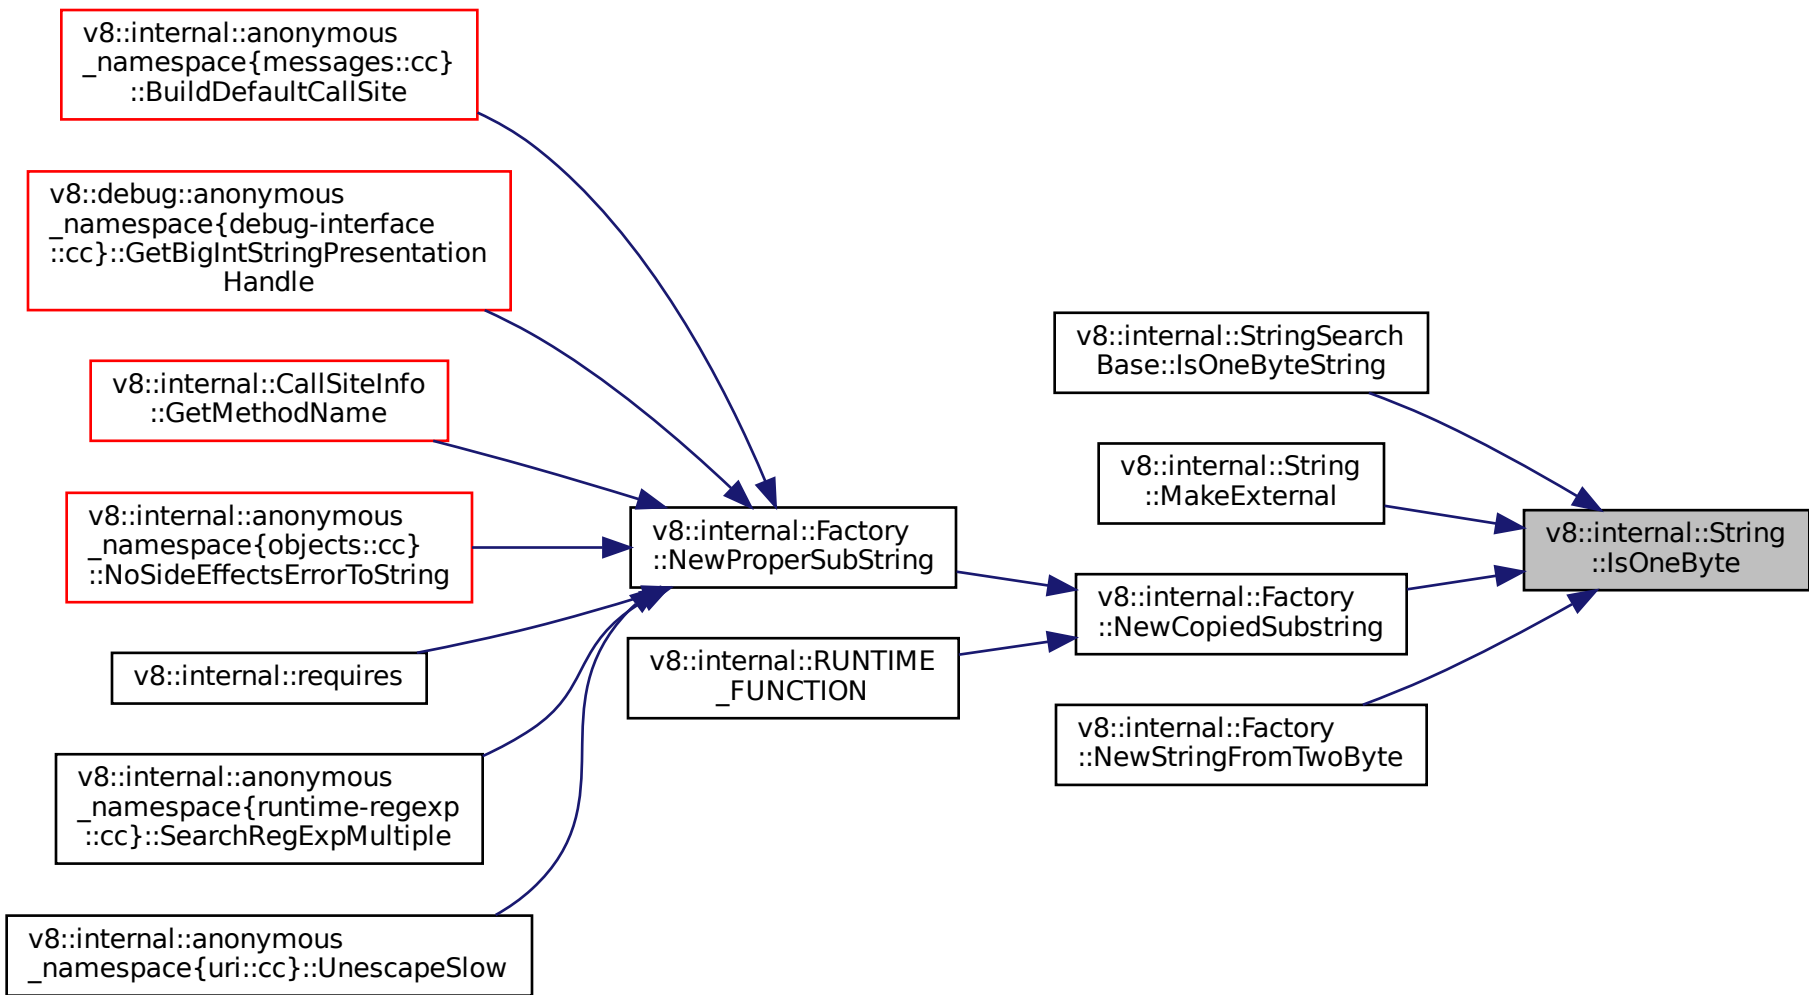 v8::internal::anonymous
_namespace{messages::cc}
::BuildDefaultCallSite
v8::debug::anonymous
_namespace{debug-interface
::cc}::GetBigIntStringPresentation
Handle
v8::internal::CallSiteInfo
::GetMethodName
v8::internal::anonymous
_namespace{objects::cc}
::NoSideEffectsErrorToString
v8::internal::requires
v8::internal::anonymous
_namespace{runtime-regexp
::cc}::SearchRegExpMultiple
v8::internal::anonymous
_namespace{uri::cc}::UnescapeSlow
v8::internal::Factory
::NewProperSubString
v8::internal::RUNTIME
_FUNCTION
v8::internal::StringSearch
Base::IsOneByteString
v8::internal::String
::MakeExternal
v8::internal::Factory
::NewCopiedSubstring
v8::internal::Factory
::NewStringFromTwoByte
v8::internal::String
::IsOneByte